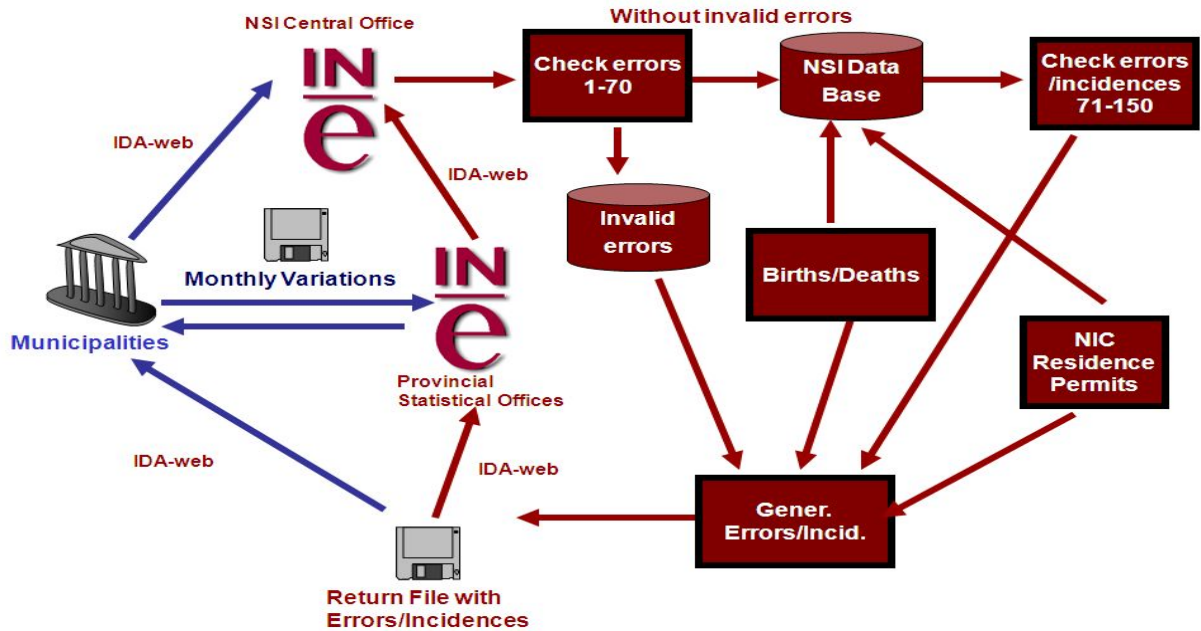 NSI Central Office
Without invalid errors
IN
e
Check errors
1-70
NSI Data
Base
Check errors
/incidences
71-150
IDA-web
IDA-web
Invalid
errors
IN
e
Births/Deaths
Monthly Variations
Municipalities
NIC
Residence
Permits
Provincial
Statistical Offices
IDA-web
IDA-web
Gener.
Errors/Incid.
Return File with
Errors/Incidences